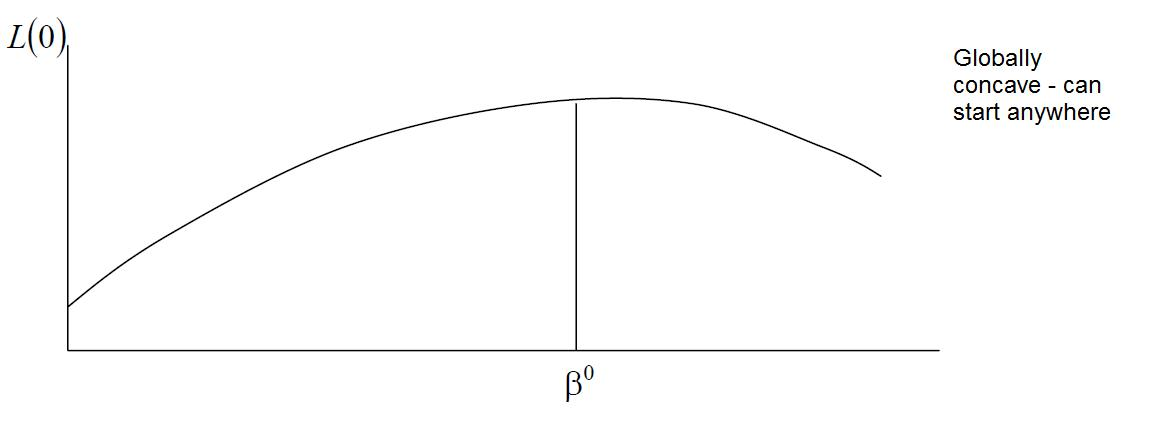 L(0)
Globally
concave - can
start anywhere
β⁰